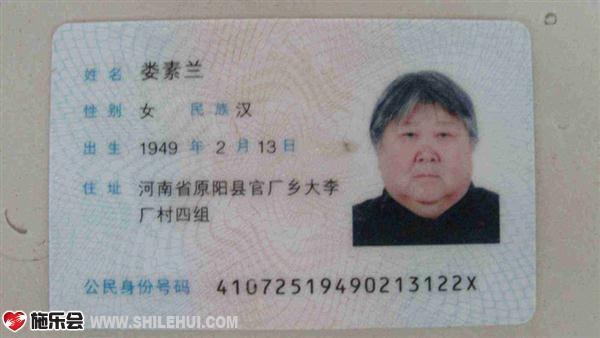 姓名 娄素兰
性别 女 民族 汉
出生 1949 年 2 月 13 日
住址 河南省原阳县官厂乡大李
厂村四组
公民身份号码 41072519490213122X
施乐会 WWW.SHILEHUI.COM